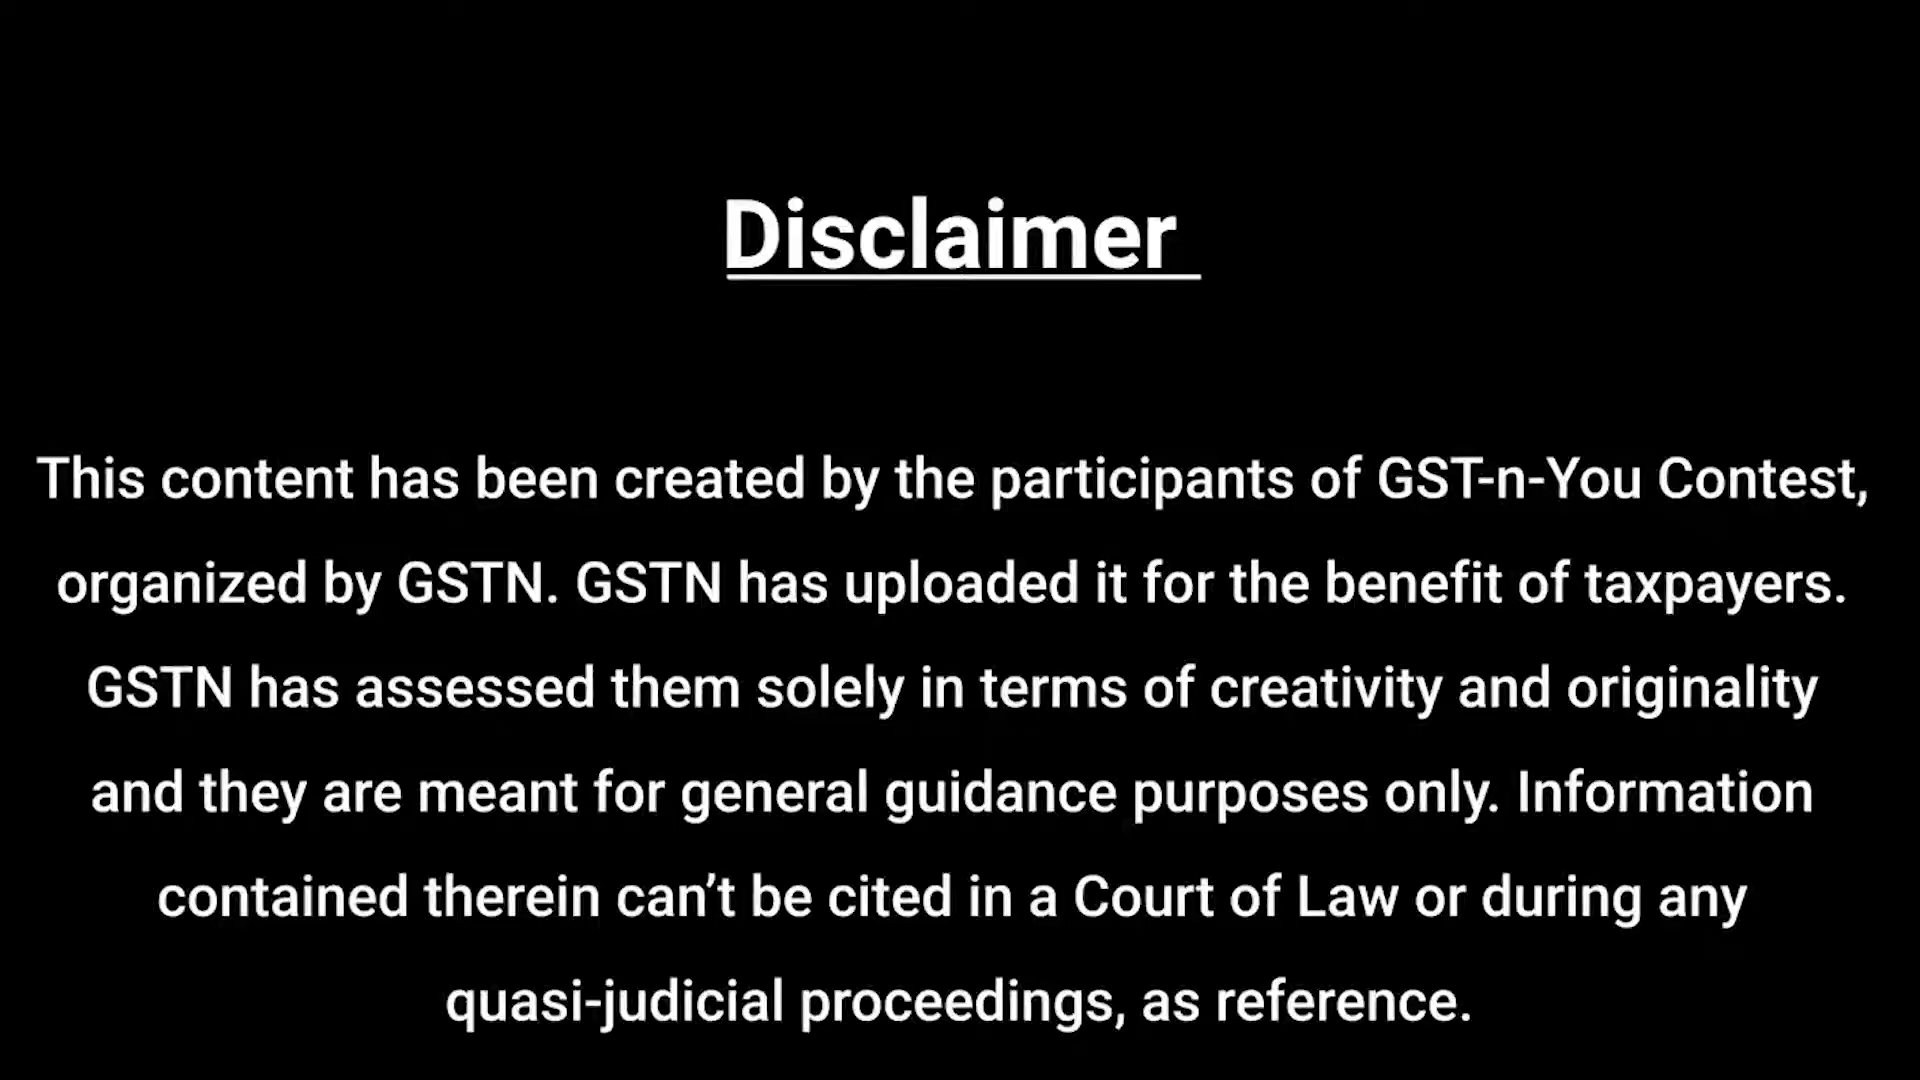 Disclaimer
This content has been created by the participants of GST-n-You Contest,
organized by GSTN. GSTN has uploaded it for the benefit of taxpayers.
GSTN has assessed them solely in terms of creativity and originality
and they are meant for general guidance purposes only. Information
contained therein can’t be cited in a Court of Law or during any
quasi-judicial proceedings, as reference.